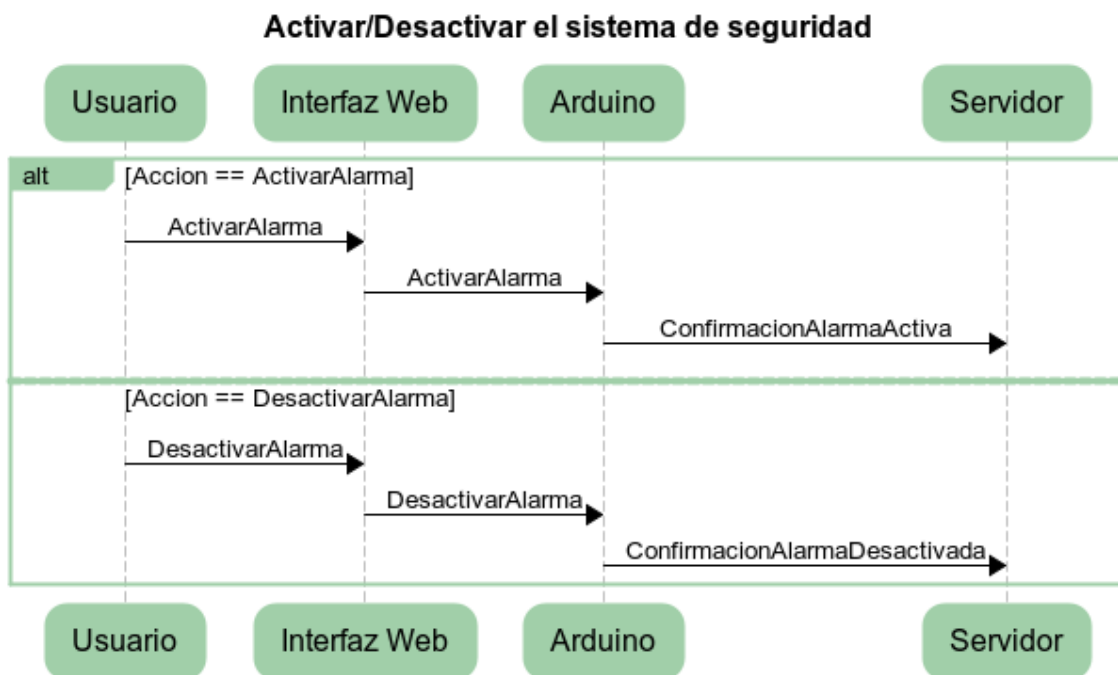 Activar/Desactivar el sistema de seguridad
Usuario Interfaz Web Arduino Servidor
alt [Accion == ActivarAlarma]
ActivarAlarma
ActivarAlarma
ConfirmacionAlarmaActiva
[Accion == DesactivarAlarma]
DesactivarAlarma
DesactivarAlarma
ConfirmacionAlarmaDesactivada
Usuario Interfaz Web Arduino Servidor